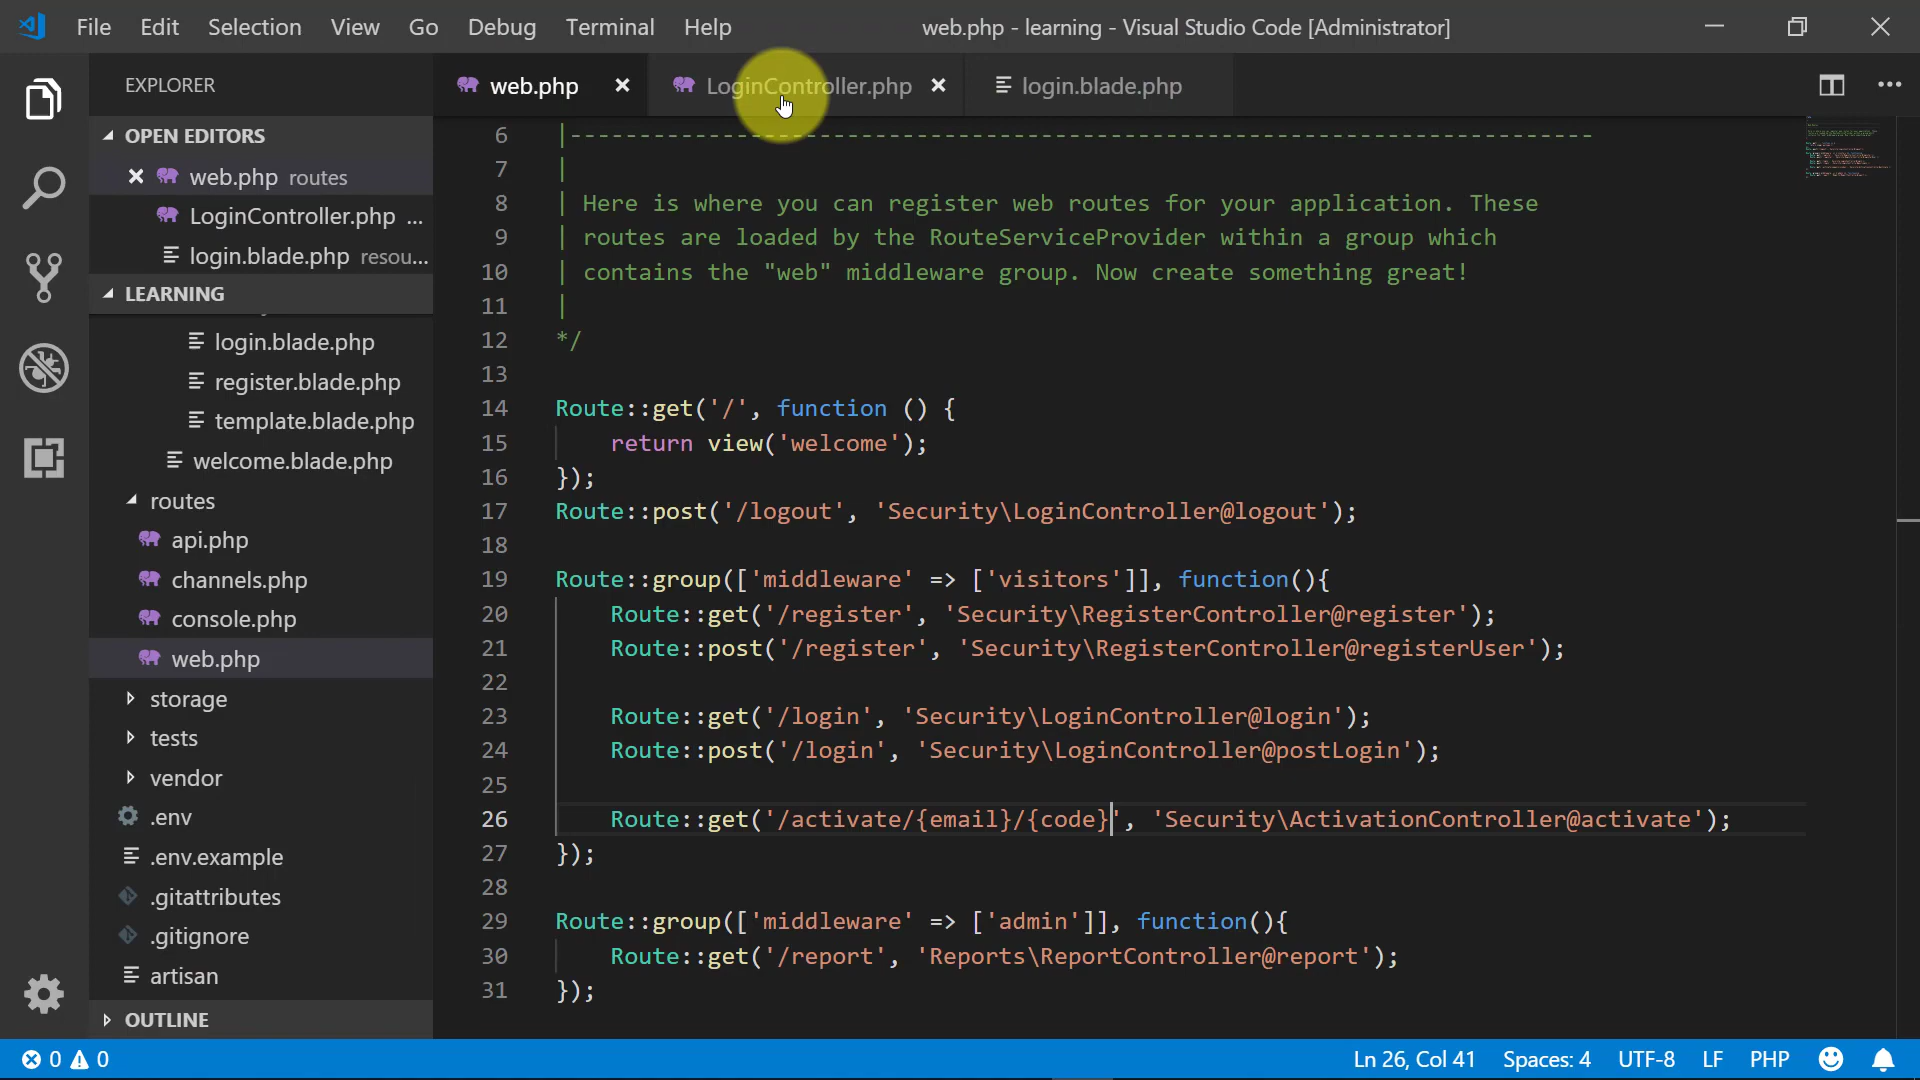 File Edit Selection View Go Debug Terminal Help
web.php - learning - Visual Studio Code [Administrator]
EXPLORER
web.php
LoginController.php
login.blade.php
OPEN EDITORS
web.php routes
LoginController.php ...
login.blade.php resou...
LEARNING
login.blade.php
register.blade.php
template.blade.php
welcome.blade.php
routes
api.php
channels.php
console.php
web.php
storage
tests
vendor
.env
.env.example
.gitattributes
.gitignore
artisan
OUTLINE
6 |--------------------------------------------------------------------------
7 |
8 | Here is where you can register web routes for your application. These
9 | routes are loaded by the RouteServiceProvider within a group which
10 | contains the "web" middleware group. Now create something great!
11 |
12 */
13
14 Route::get('/', function () {
15     return view('welcome');
16 });
17 Route::post('/logout', 'Security\LoginController@logout');
18
19 Route::group(['middleware' => ['visitors']], function(){
20     Route::get('/register', 'Security\RegisterController@register');
21     Route::post('/register', 'Security\RegisterController@registerUser');
22
23     Route::get('/login', 'Security\LoginController@login');
24     Route::post('/login', 'Security\LoginController@postLogin');
25
26     Route::get('/activate/{email}/{code}', 'Security\ActivationController@activate');
27 });
28
29 Route::group(['middleware' => ['admin']], function(){
30     Route::get('/report', 'Reports\ReportController@report');
31 });
0 0
Ln 26, Col 41 Spaces: 4 UTF-8 LF PHP